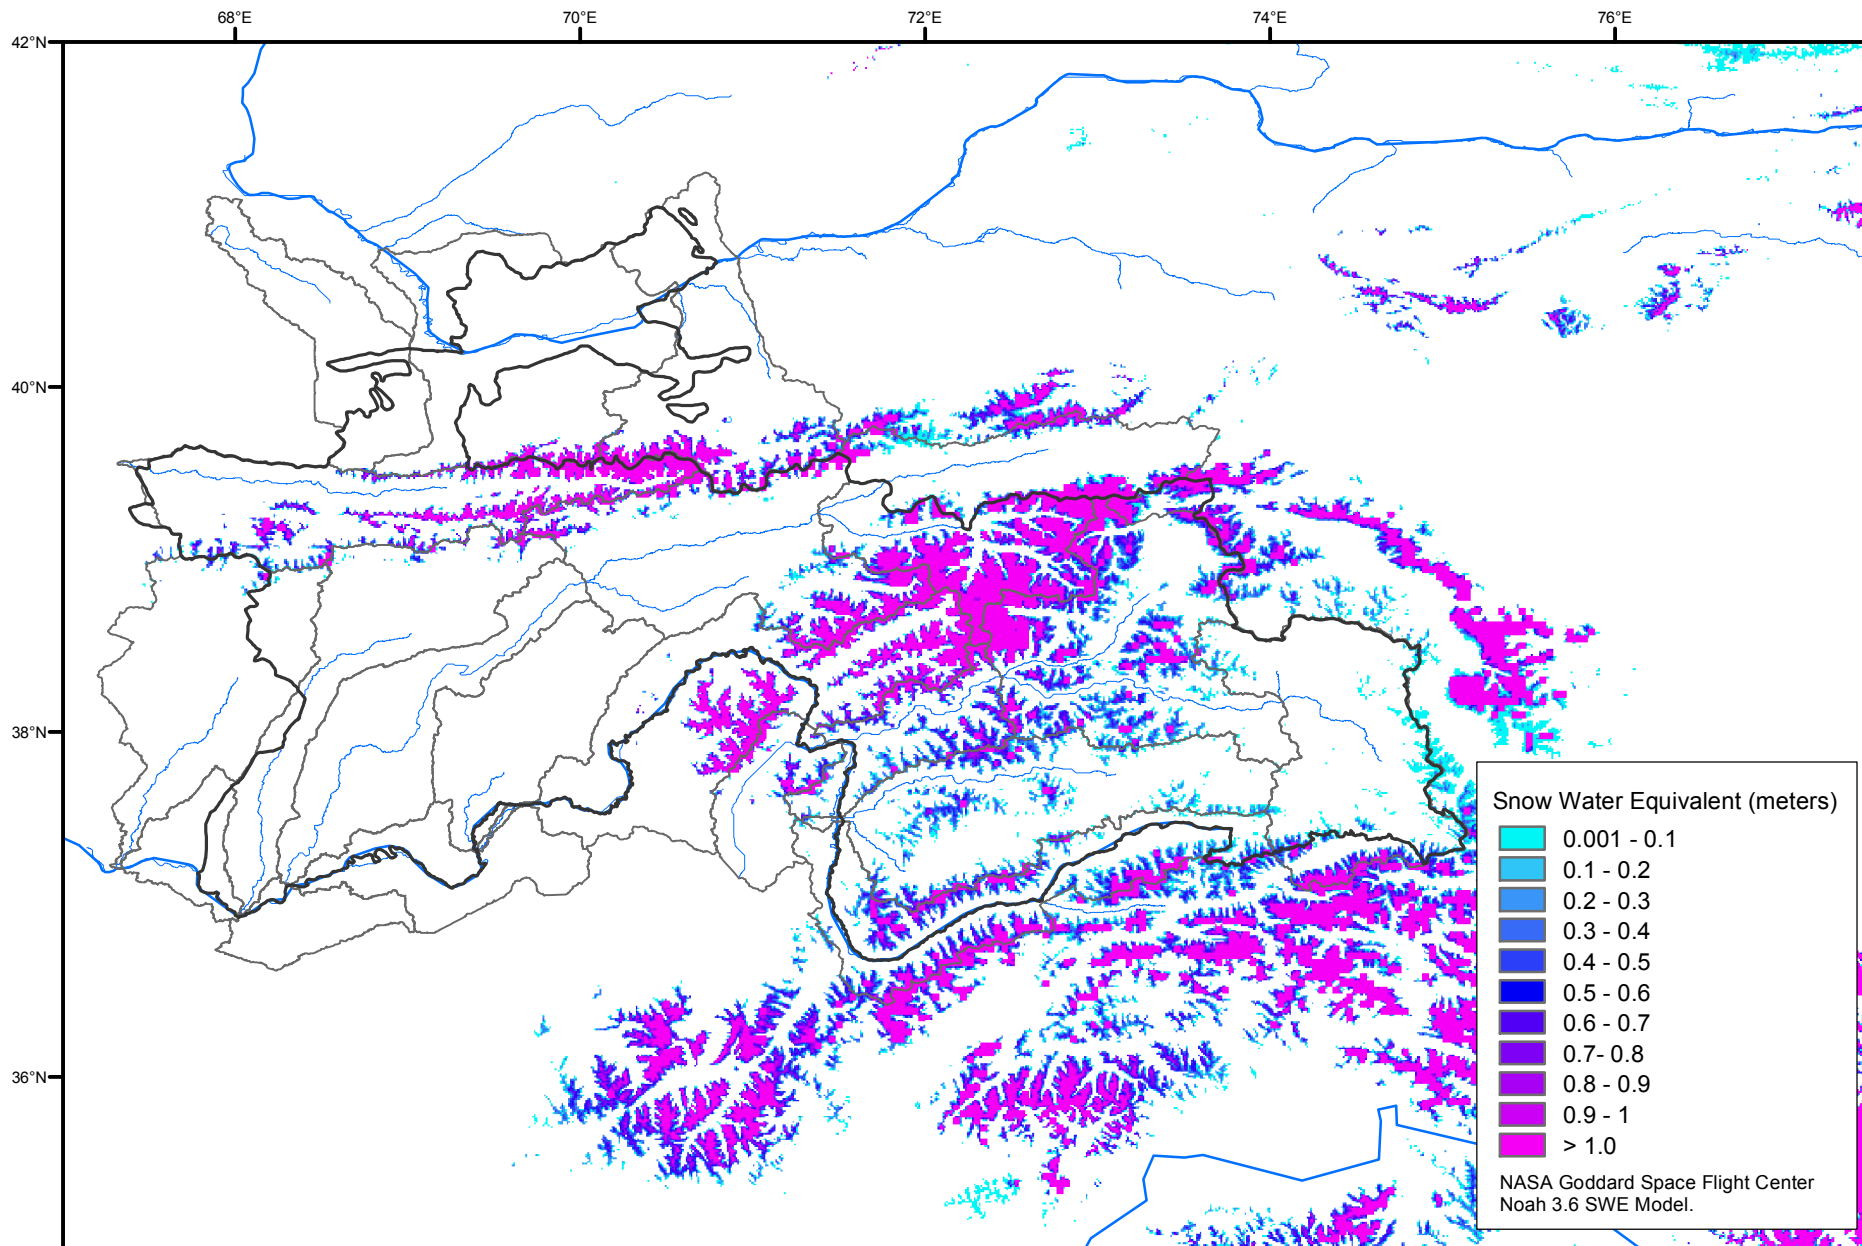 68°E
70°E
72°E
74°E
76°E
42°N
40°N
38°N
36°N
Snow Water Equivalent (meters)
0.001 - 0.1
0.1 - 0.2
0.2 - 0.3
0.3 - 0.4
0.4 - 0.5
0.5 - 0.6
0.6 - 0.7
0.7- 0.8
0.8 - 0.9
0.9 - 1
> 1.0
NASA Goddard Space Flight Center
Noah 3.6 SWE Model.